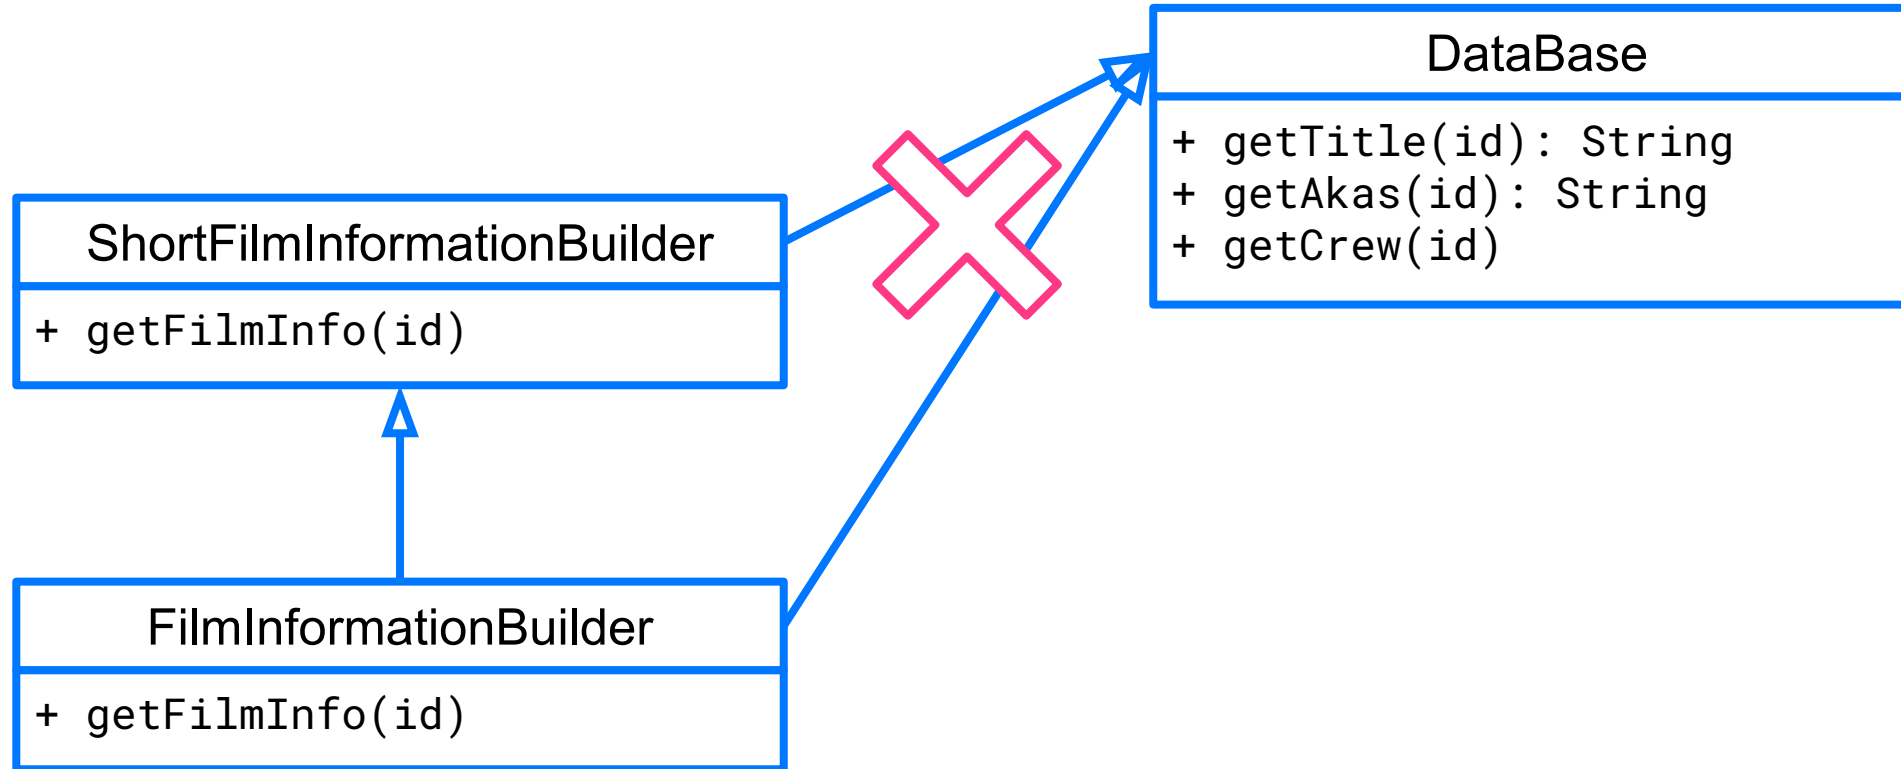 DataBase
+ getTitle(id): String
+ getAkas(id): String
+ getCrew(id)
ShortFilmInformationBuilder
+ getFilmInfo(id)
FilmInformationBuilder
+ getFilmInfo(id)